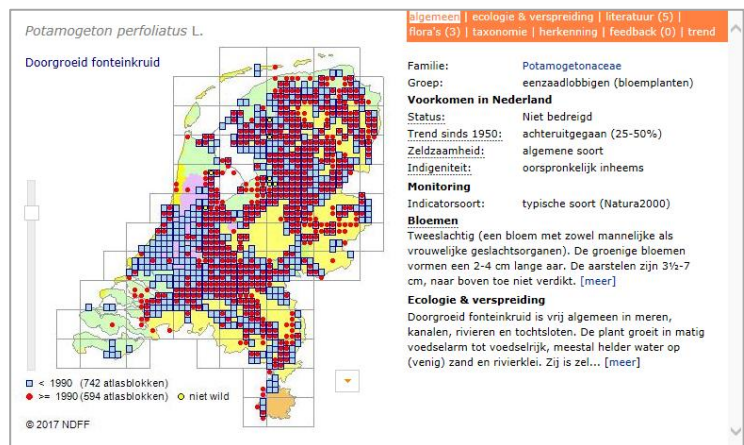 Potamogeton perfoliatus L.
Doorgroeid fonteinkruid
< 1990 (742 atlasblokken)
>= 1990 (594 atlasblokken) niet wild
© 2017 NDFF
algemeen | ecologie & verspreiding | literatuur (5) |
flora's (3) | taxonomie | herkenning | feedback (0) | trend
Familie: Potamogetonaceae
Groep: eenzaadlobbigen (bloemplanten)
Voorkomen in Nederland
Status: Niet bedreigd
Trend sinds 1950: achteruitgegaan (25-50%)
Zeldzaamheid: algemene soort
Indigeniteit: oorspronkelijk inheems
Monitoring
Indicatorsoort: typische soort (Natura2000)
Bloemen
Tweeslachtig (een bloem met zowel mannelijke als
vrouwelijke geslachtsorganen). De groenige bloemen
vormen een 2-4 cm lange aar. De aarstelen zijn 3½-7
cm, naar boven toe niet verdikt. [meer]
Ecologie & verspreiding
Doorgroeid fonteinkruid is vrij algemeen in meren,
kanalen, rivieren en tochtsloten. De plant groeit in matig
voedselarm tot voedselrijk, meestal helder water op
(venig) zand en rivierklei. Zij is zel... [meer]